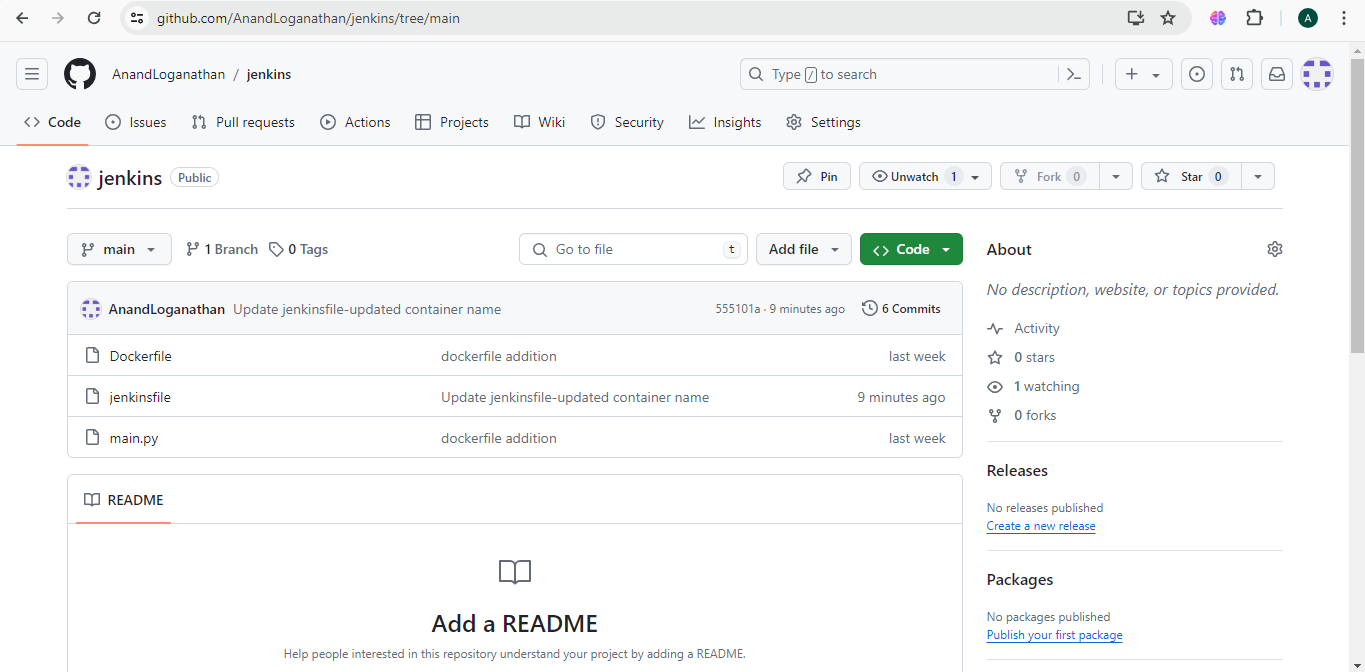 github.com/AnandLoganathan/jenkins/tree/main
A
AnandLoganathan / jenkins
Type / to search
Code Issues Pull requests Actions Projects Wiki Security Insights Settings
jenkins Public
Pin Unwatch 1 Fork 0 Star 0
main 1 Branch 0 Tags
Go to file t Add file Code
AnandLoganathan Update jenkinsfile-updated container name 555101a · 9 minutes ago 6 Commits
Dockerfile dockerfile addition last week
jenkinsfile Update jenkinsfile-updated container name 9 minutes ago
main.py dockerfile addition last week
README
Add a README
Help people interested in this repository understand your project by adding a README.
About
No description, website, or topics provided.
Activity
0 stars
1 watching
0 forks
Releases
No releases published
Create a new release
Packages
No packages published
Publish your first package